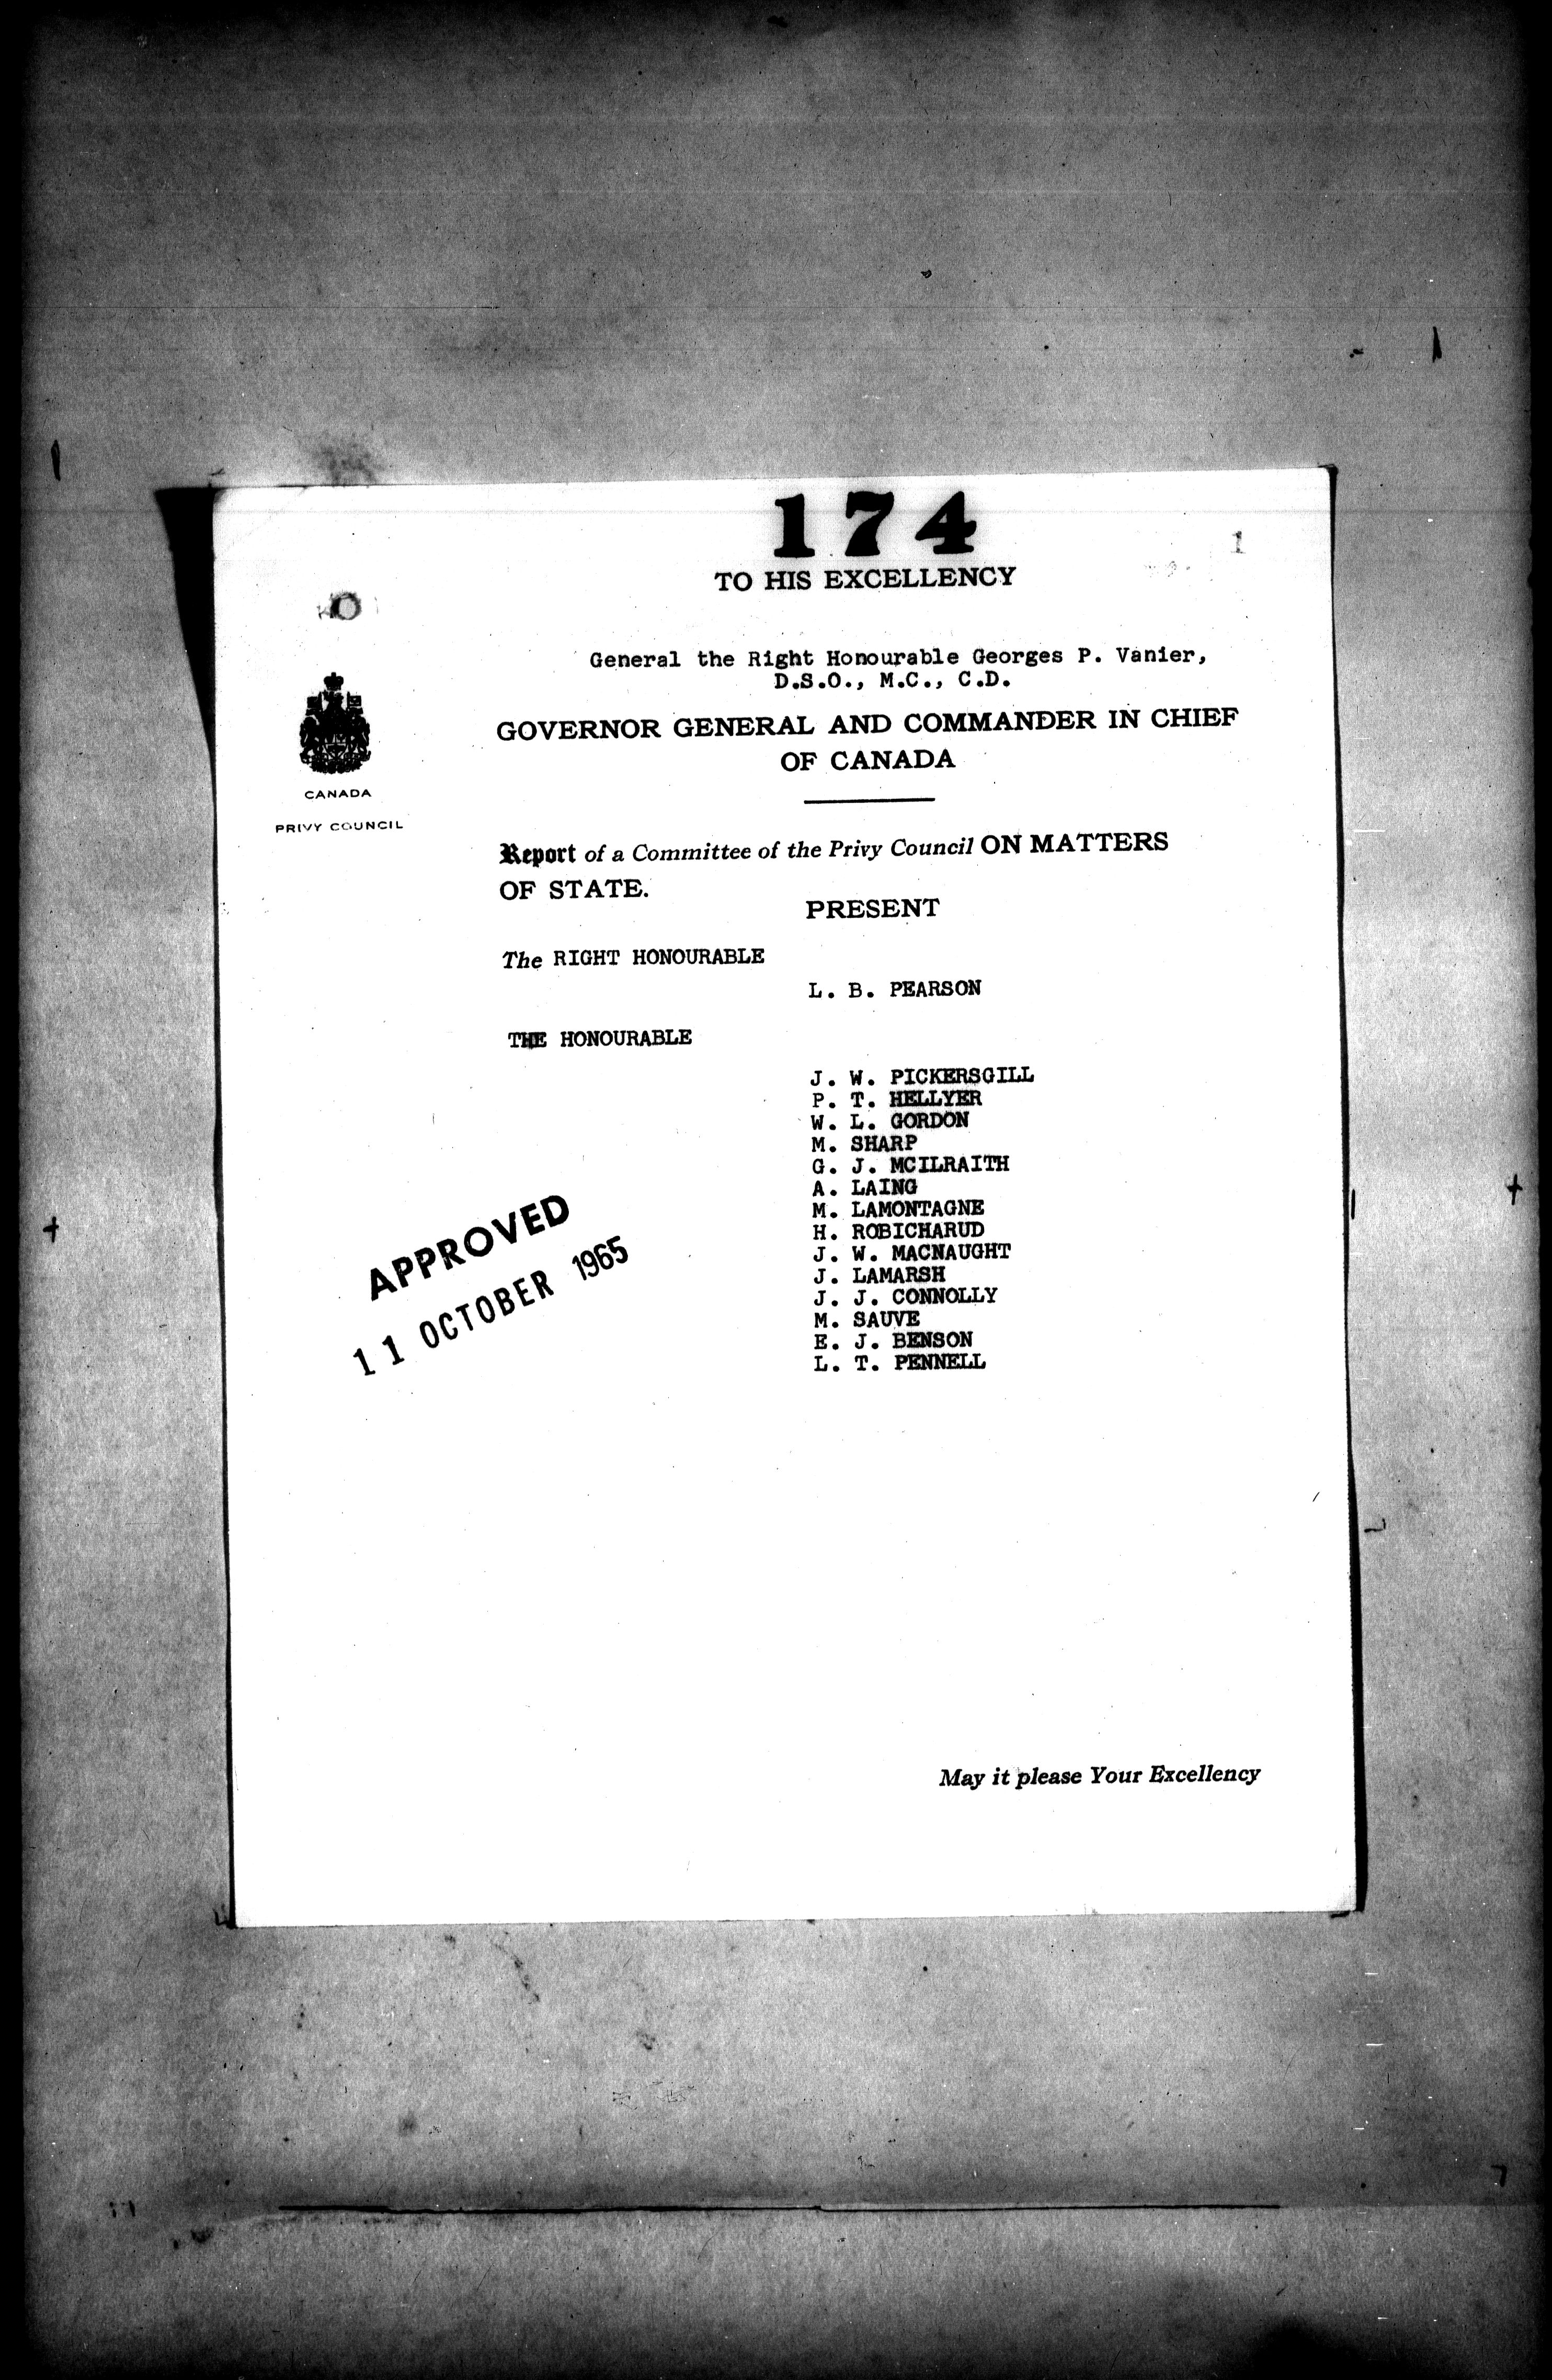 174
1
TO HIS EXCELLENCY
General the Right Honourable Georges P. Vanier,
D.S.O., M.C., C.D.
GOVERNOR GENERAL AND COMMANDER IN CHIEF
OF CANADA
CANADA
PRIVY COUNCIL
Report of a Committee of the Privy Council ON MATTERS
OF STATE.
PRESENT
The RIGHT HONOURABLE
L. B. PEARSON
THE HONOURABLE
J. W. PICKERSGILL
P. T. HELLYER
W. L. GORDON
M. SHARP
G. J. MCILRAITH
A. LAING
M. LAMONTAGNE
H. ROBICHARUD
J. W. MACNAUGHT
J. LAMARSH
J. J. CONNOLLY
M. SAUVE
E. J. BENSON
L. T. PENNELL
APPROVED
11 OCTOBER 1965
May it please Your Excellency